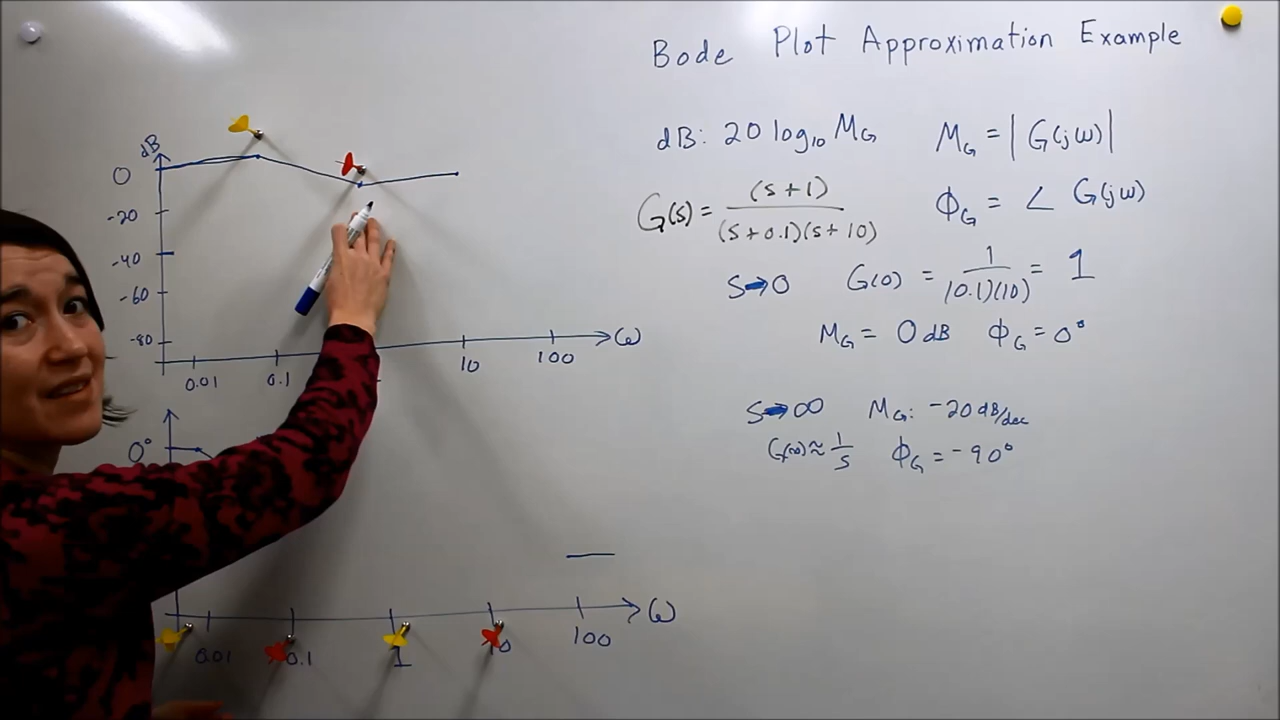 Bode Plot Approximation Example
dB: 20 log₁₀ M_G    M_G = |G(jω)|
G(s) = (s+1) / (s+0.1)(s+10)    ϕ_G = ∠ G(jω)
S→0    G(0) = 1 / (0.1)(10) = 1
M_G = 0 dB    ϕ_G = 0°
S→∞    M_G: -20 dB/dec
G(∞) ≈ 1/s    ϕ_G = -90°
dB
0
-20
-40
-60
-80
0.01    0.1    10    100    ω
0°
0.01    0.1    1    10    100    ω